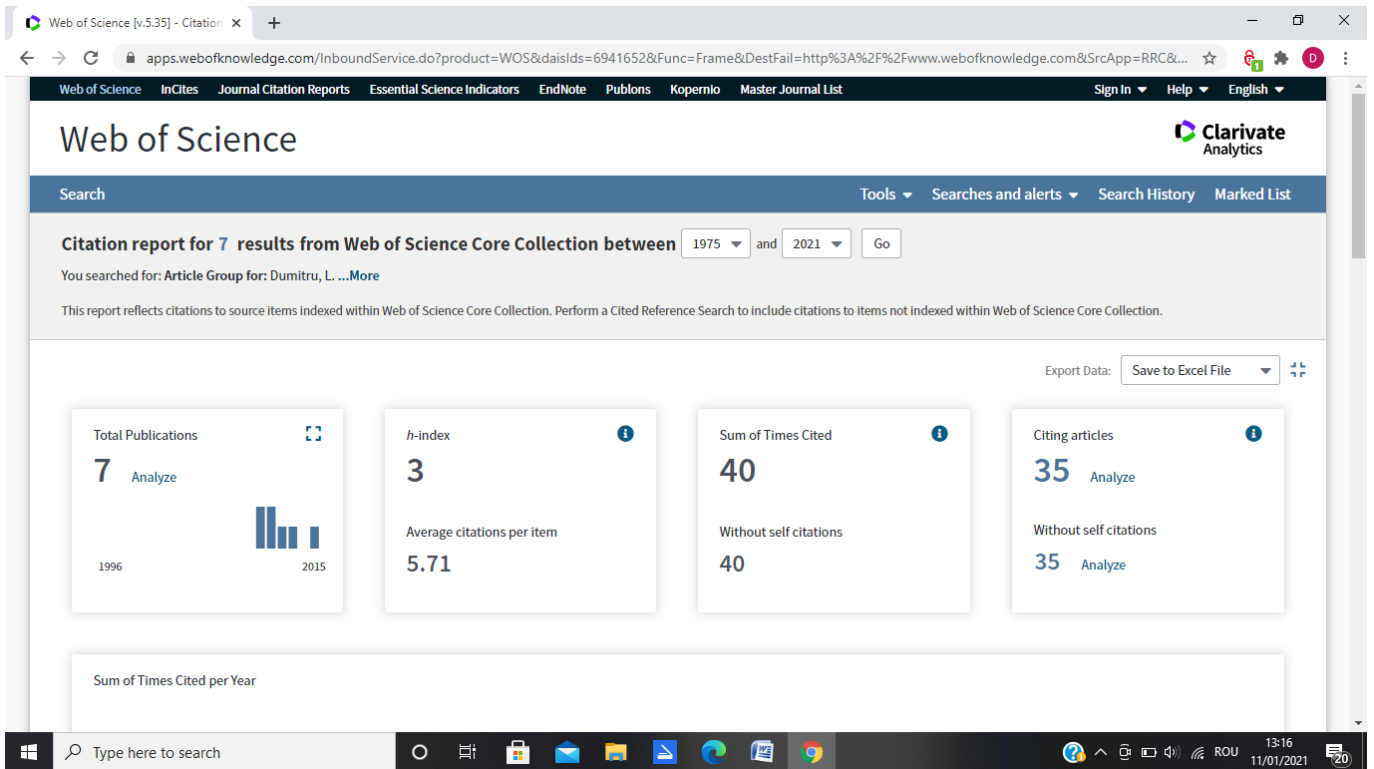 Web of Science [v.5.35] - Citation
apps.webofknowledge.com/InboundService.do?product=WOS&daisIds=6941652&Func=Frame&DestFail=http%3A%2F%2Fwww.webofknowledge.com&SrcApp=RRC&...
1
D
Web of Science InCites Journal Citation Reports Essential Science Indicators EndNote Publons Kopernio Master Journal List Sign In Help English
Web of Science
Clarivate
Analytics
Search Tools Searches and alerts Search History Marked List
Citation report for 7 results from Web of Science Core Collection between 1975 and 2021 Go
You searched for: Article Group for: Dumitru, L. ...More
This report reflects citations to source items indexed within Web of Science Core Collection. Perform a Cited Reference Search to include citations to items not indexed within Web of Science Core Collection.
Export Data: Save to Excel File
Total Publications
7 Analyze
1996 2015
h-index
3
Average citations per item
5.71
Sum of Times Cited
40
Without self citations
40
Citing articles
35 Analyze
Without self citations
35 Analyze
Sum of Times Cited per Year
Type here to search
ROU
13:16
11/01/2021
20